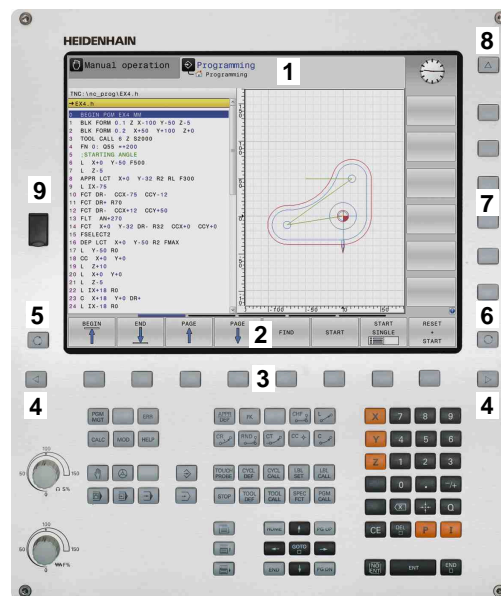 HEIDENHAIN
8
Manual operation
Programming
Programming
1
TNC:\nc_prog\EX4.h
→EX4.h
0 BEGIN PGM EX4 MM
1 BLK FORM 0.1 Z X-100 Y-50 Z-5
2 BLK FORM 0.2 X+50 Y+100 Z+0
3 TOOL CALL 6 Z S2000
4 FN 0: Q55 =+200
5 ;STARTING ANGLE
6 L X+0 Y-50 F500
7 L Z-5
8 APPR LCT X+0 Y-32 R2 RL F300
9 L IX-75
10 FCT DR- CCX-75 CCY-12
11 FCT DR+ R70
12 FCT DR- CCX+12 CCY+50
13 FLT AN+270
14 FCT X+0 Y-32 DR- R32 CCX+0 CCY+0
15 FSELECT2
16 DEP LCT X+0 Y-50 R2 FMAX
17 L Y-50 R0
18 CC X+0 Y+0
19 L Z+10
20 L X+0 Y+0
21 L Z-5
22 L IX+18 R0
23 C X+18 Y+0 DR+
24 L IX+18 R0
9
7
5
6
BEGIN
END
PAGE
PAGE
2
FIND
START
START
SINGLE
RESET
+
START
4
3
4
PGM
MGT
ERR
CALC
MOD
HELP
APPR
DEP
FK
CHF
L
CR
RND
CT
CC
C
TOUCH
PROBE
CYCL
DEF
CYCL
CALL
LBL
SET
LBL
CALL
STOP
TOOL
DEF
TOOL
CALL
SPEC
FCT
PGM
CALL
HOME
PG UP
GOTO
END
PG DN
X
7
8
9
Y
4
5
6
Z
1
2
3
0
.
-/+
Q
CE
DEL
P
I
NO
ENT
ENT
END
100
50
150
0
S %
100
50
150
0
F %